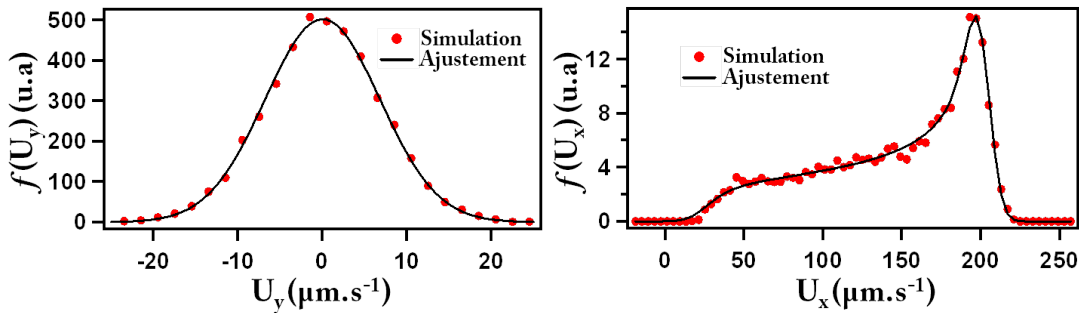 500
400
300
200
100
0
f(Uy)(u.a)
Simulation
Ajustement
-20
-10
0
10
20
Uy(µm.s⁻¹)
12
8
4
0
f(Ux)(u.a)
Simulation
Ajustement
0
50
100
150
200
250
Ux(µm.s⁻¹)